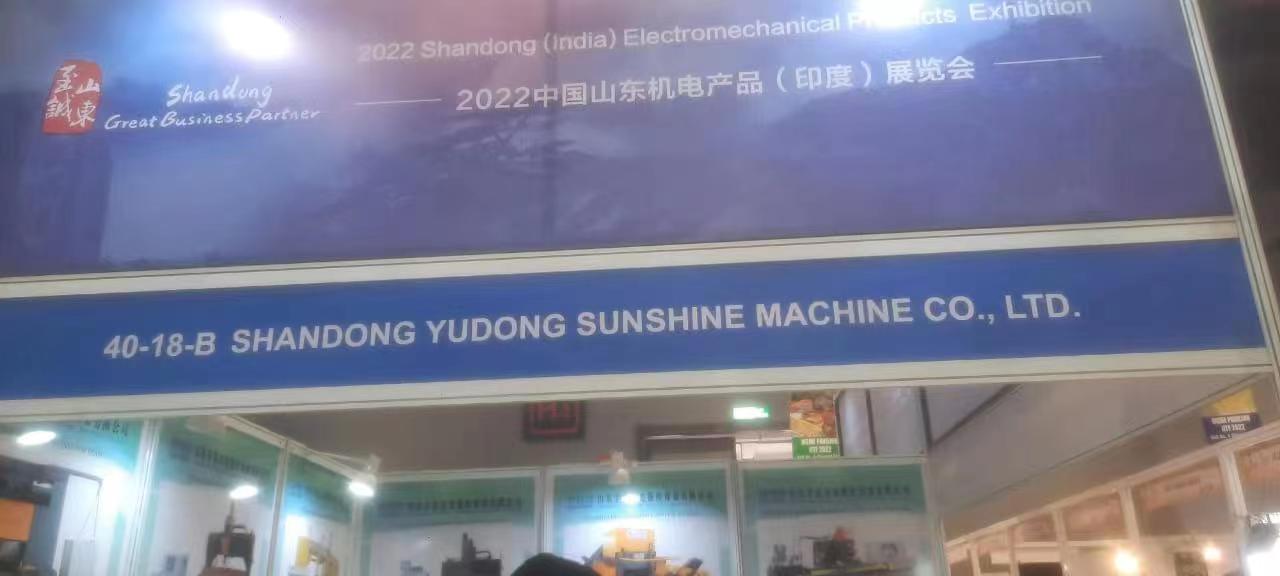 2022 Shandong (India) Electromechanical Products Exhibition
2022中国山东机电产品（印度）展览会
山東
至誠
Shandong
Great Business Partner
40-18-B SHANDONG YUDONG SUNSHINE MACHINE CO., LTD.